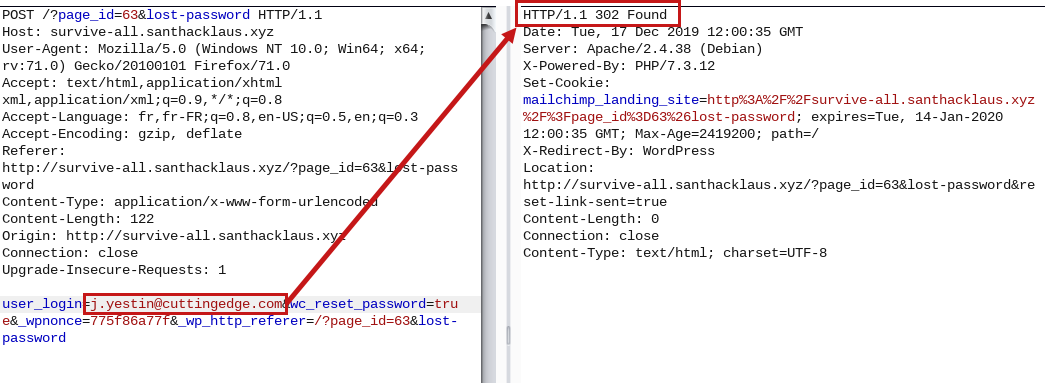 POST /?page_id=63&lost-password HTTP/1.1
Host: survive-all.santhacklaus.xyz
User-Agent: Mozilla/5.0 (Windows NT 10.0; Win64; x64;
rv:71.0) Gecko/20100101 Firefox/71.0
Accept: text/html,application/xhtml
xml,application/xml;q=0.9,*/*;q=0.8
Accept-Language: fr,fr-FR;q=0.8,en-US;q=0.5,en;q=0.3
Accept-Encoding: gzip, deflate
Referer:
http://survive-all.santhacklaus.xyz/?page_id=63&lost-pass
word
Content-Type: application/x-www-form-urlencoded
Content-Length: 122
Origin: http://survive-all.santhacklaus.xyz
Connection: close
Upgrade-Insecure-Requests: 1
user_login=j.yestin@cuttingedge.com&wc_reset_password=tru
e&_wpnonce=775f86a77f&_wp_http_referer=/?page_id=63&lost-
password
HTTP/1.1 302 Found
Date: Tue, 17 Dec 2019 12:00:35 GMT
Server: Apache/2.4.38 (Debian)
X-Powered-By: PHP/7.3.12
Set-Cookie:
mailchimp_landing_site=http%3A%2F%2Fsurvive-all.santhacklaus.xyz
%2F%3Fpage_id%3D63%26lost-password; expires=Tue, 14-Jan-2020
12:00:35 GMT; Max-Age=2419200; path=/
X-Redirect-By: WordPress
Location:
http://survive-all.santhacklaus.xyz/?page_id=63&lost-password&re
set-link-sent=true
Content-Length: 0
Connection: close
Content-Type: text/html; charset=UTF-8